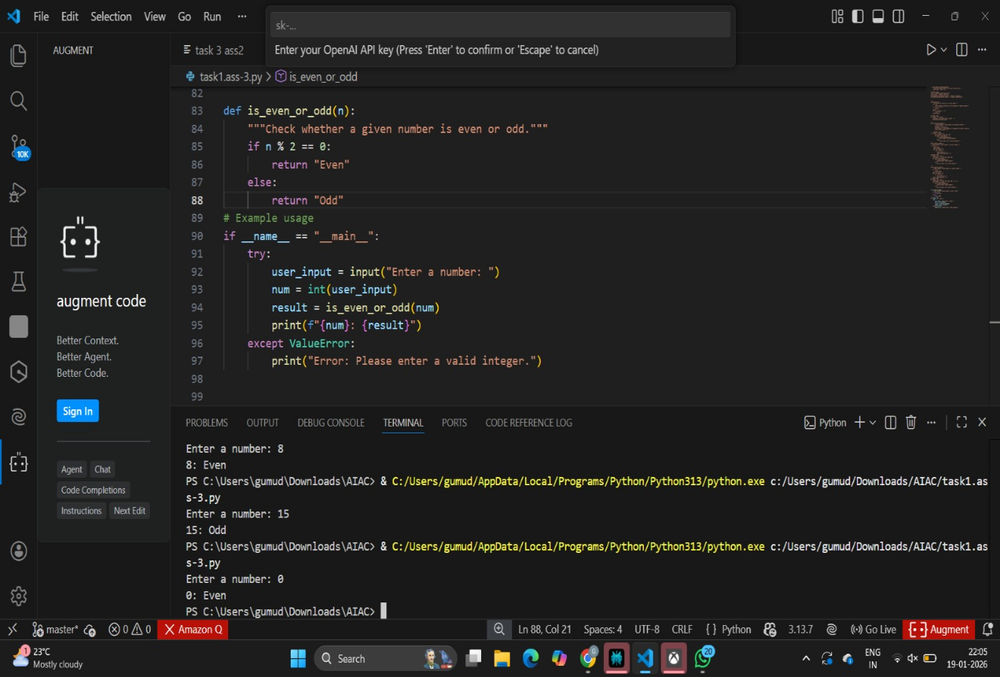 File Edit Selection View Go Run ···
sk-...
Enter your OpenAI API key (Press 'Enter' to confirm or 'Escape' to cancel)
AUGMENT
task 3 ass2
task1.ass-3.py > is_even_or_odd
82
83 def is_even_or_odd(n):
84 """Check whether a given number is even or odd."""
85 if n % 2 == 0:
86 return "Even"
87 else:
88 return "Odd"
89 # Example usage
90 if __name__ == "__main__":
91 try:
92 user_input = input("Enter a number: ")
93 num = int(user_input)
94 result = is_even_or_odd(num)
95 print(f"{num}: {result}")
96 except ValueError:
97 print("Error: Please enter a valid integer.")
98
99
10K
augment code
Better Context.
Better Agent.
Better Code.
Sign In
Agent Chat
Code Completions
Instructions Next Edit
PROBLEMS OUTPUT DEBUG CONSOLE TERMINAL PORTS CODE REFERENCE LOG
Python
Enter a number: 8
8: Even
PS C:\Users\gumud\Downloads\AIAC> & C:/Users/gumud/AppData/Local/Programs/Python/Python313/python.exe c:/Users/gumud/Downloads/AIAC/task1.as
s-3.py
Enter a number: 15
15: Odd
PS C:\Users\gumud\Downloads\AIAC> & C:/Users/gumud/AppData/Local/Programs/Python/Python313/python.exe c:/Users/gumud/Downloads/AIAC/task1.as
s-3.py
Enter a number: 0
0: Even
PS C:\Users\gumud\Downloads\AIAC>
master* 0 0 Amazon Q Ln 88, Col 21 Spaces: 4 UTF-8 CRLF { } Python 3.13.7 Go Live Augment
1 23°C
Mostly cloudy
Search
G
20
ENG
IN
22:05
19-01-2026